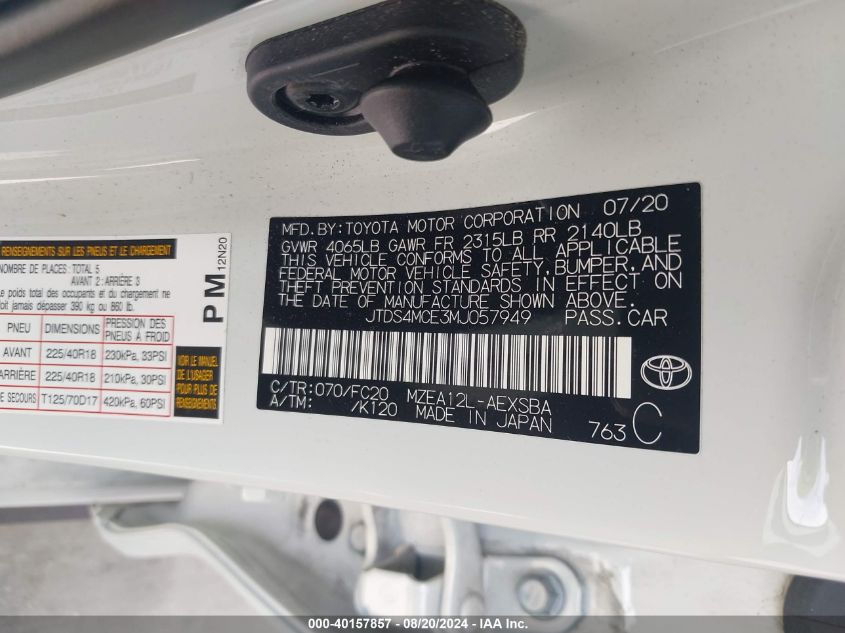 RENSEIGNEMENTS SUR LES PNEUS ET LE CHARGEMENT
NOMBRE DE PLACES: TOTAL 5
AVANT 2: ARRIÈRE 3
Le poids total des occupants et du chargement ne
doit jamais dépasser 390 kg ou 860 lb.
PNEU DIMENSIONS PRESSION DES PNEUS À FROID
AVANT 225/40R18 230kPa, 33PSI
ARRIÈRE 225/40R18 210kPa, 30PSI
DE SECOURS T125/70D17 420kPa, 60PSI
VOIR LE MANUEL
DE L'USAGER
POUR PLUS DE
RENSEIGNEMENTS
PM
12N20
MFD. BY: TOYOTA MOTOR CORPORATION 07/20
GVWR 4065LB GAWR FR 2315LB RR 2140LB
THIS VEHICLE CONFORMS TO ALL APPLICABLE
FEDERAL MOTOR VEHICLE SAFETY, BUMPER, AND
THEFT PREVENTION STANDARDS IN EFFECT ON
THE DATE OF MANUFACTURE SHOWN ABOVE.
JTDS4MCE3MJ057949 PASS.CAR
TOYOTA
C/TR:070/FC20 MZEA12L-AEXSBA
A/TM: /K120 MADE IN JAPAN 763 C
000-40157857 - 08/20/2024 - IAA Inc.